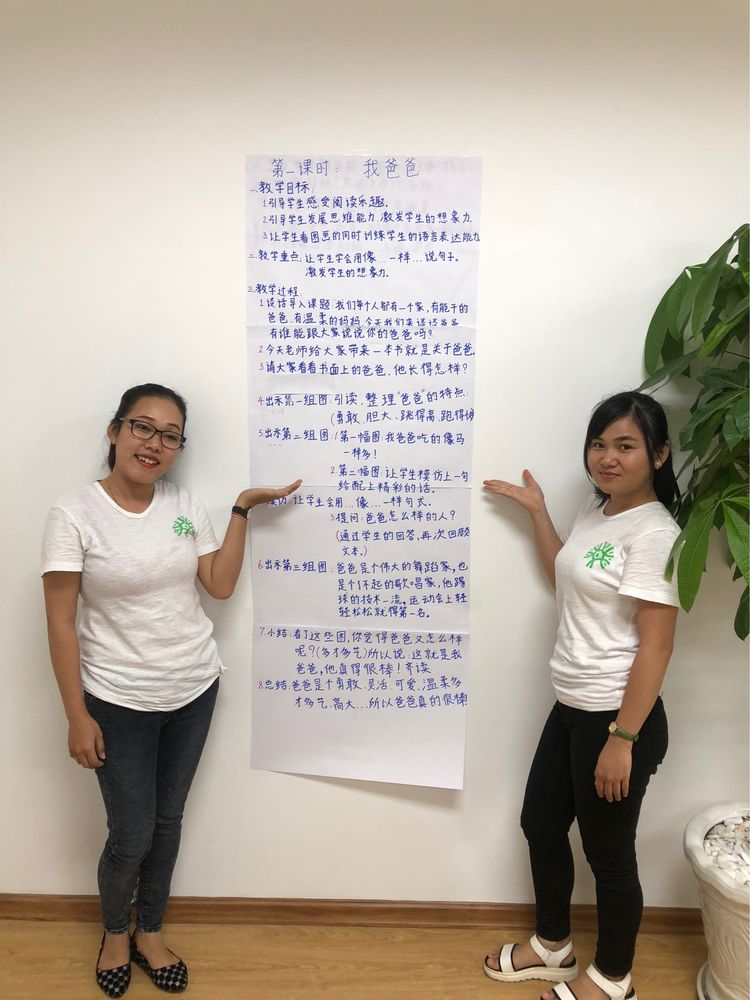 第一课时： 我爸爸
一.教学目标：
1.引导学生感受阅读乐趣.
2.引导学生发展思维能力.激发学生的想象力.
3.让学生看图画的同时训练学生的语言表达能力
二.教学重点：让学生学会用像…一样…说句子。
激发学生的想象力.
三.教学过程：
1.谈话导入课题：我们每个人都有一个家，有能干的
爸爸.有温柔的妈妈.今天我们来谈谈爸爸.
有谁能跟大家说说你的爸爸吗？
2.今天老师给大家带来一本书就是关于爸爸.
3.请大家看看书面上的爸爸，他长得怎样？
4.出示第一组图：引读，整理"爸爸"的特点：
(勇敢、胆大、跳得高.跑得快)
5.出示第二组图：1第一幅图：我爸爸吃的像马
一样多！
2.第二幅图：让学生模仿上一句
给配上精彩的话。
模仿：让学生会用…像…一样句式。
3提问：爸爸怎么样的人？
(通过学生的回答，再次回顾
文本.)
6.出示第三组图：爸爸是个伟大的舞蹈家，也
是个了不起的歌唱家，他踢
球的技术一流，运动会上轻
轻松松就得第一名。
7.小结：看了这些图，你觉得爸爸又怎么样
呢？(多才多艺)所以说：这就是我
爸爸，他真得很棒！齐读
8.总结：爸爸是个勇敢、灵活、可爱、温柔多
才多艺、高大…所以爸爸真的很棒!